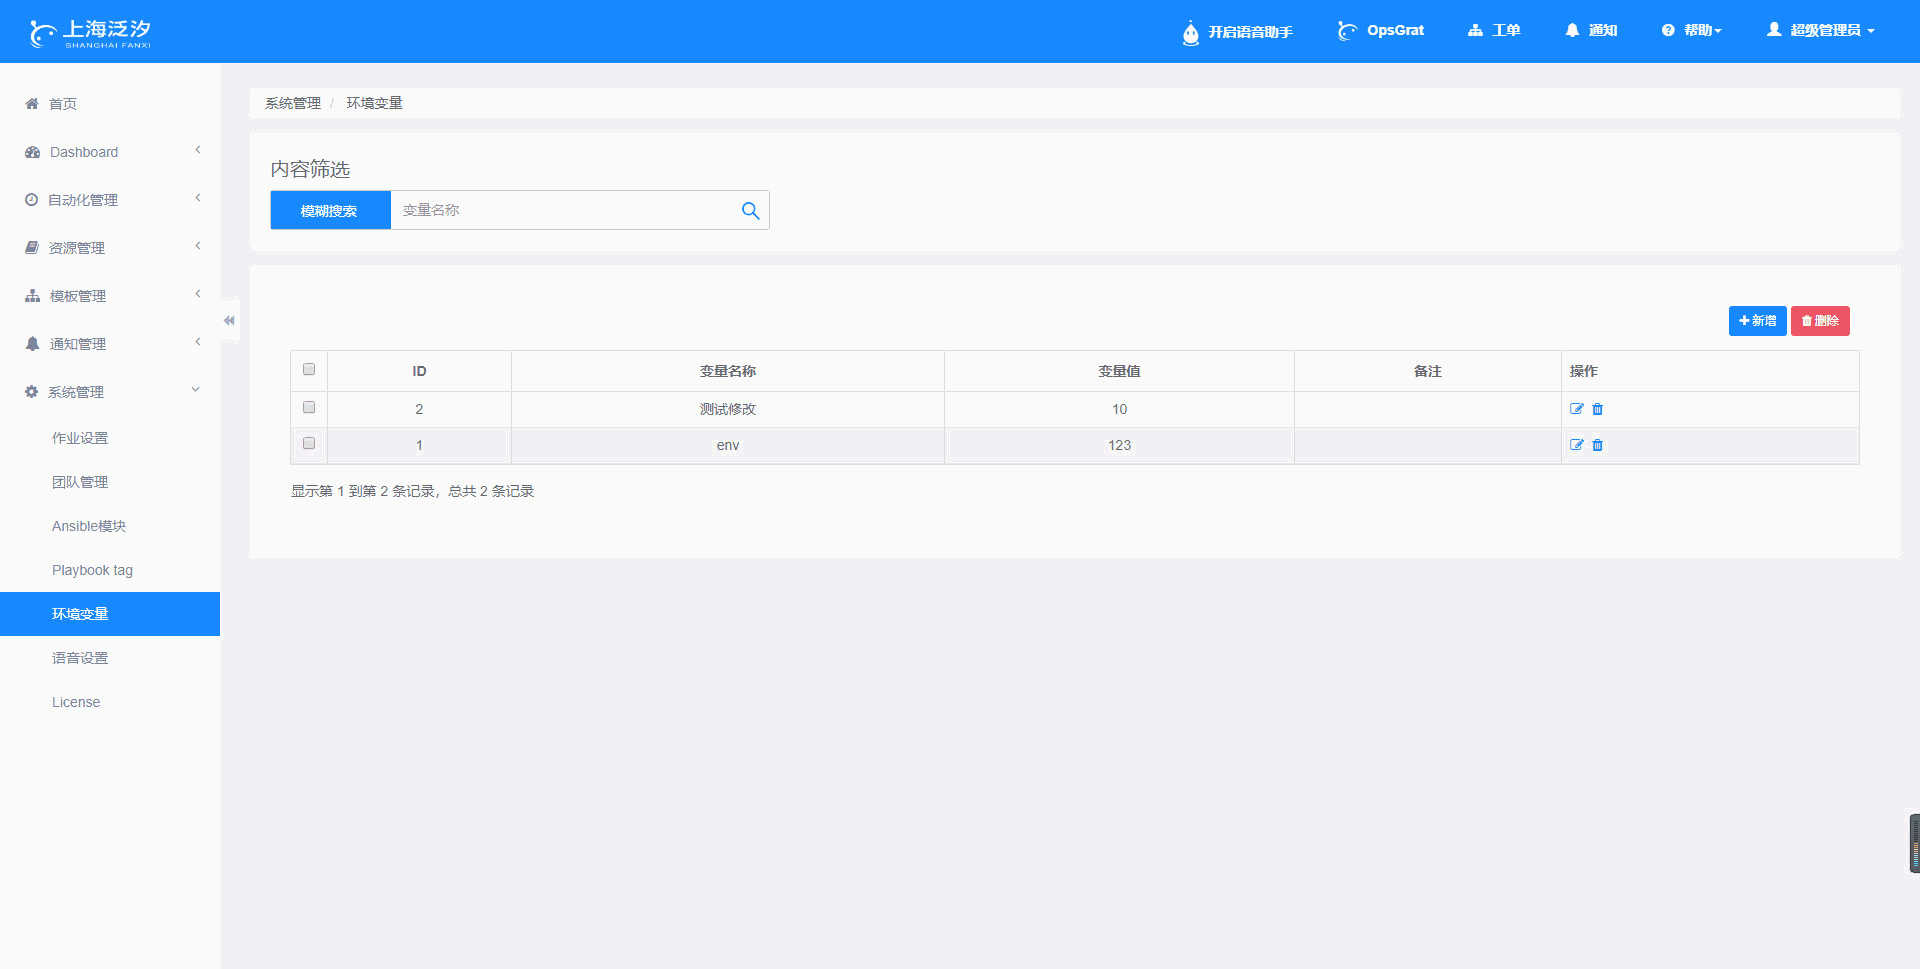 上海泛汐
SHANGHAI FANXI
开启语音助手
OpsGrat
工单
通知
帮助
超级管理员
首页
Dashboard
自动化管理
资源管理
模板管理
通知管理
系统管理
作业设置
团队管理
Ansible模块
Playbook tag
环境变量
语音设置
License
系统管理 / 环境变量
内容筛选
模糊搜索 变量名称
新增 删除
ID 变量名称 变量值 备注 操作
2 测试修改 10
1 env 123
显示第 1 到第 2 条记录，总共 2 条记录